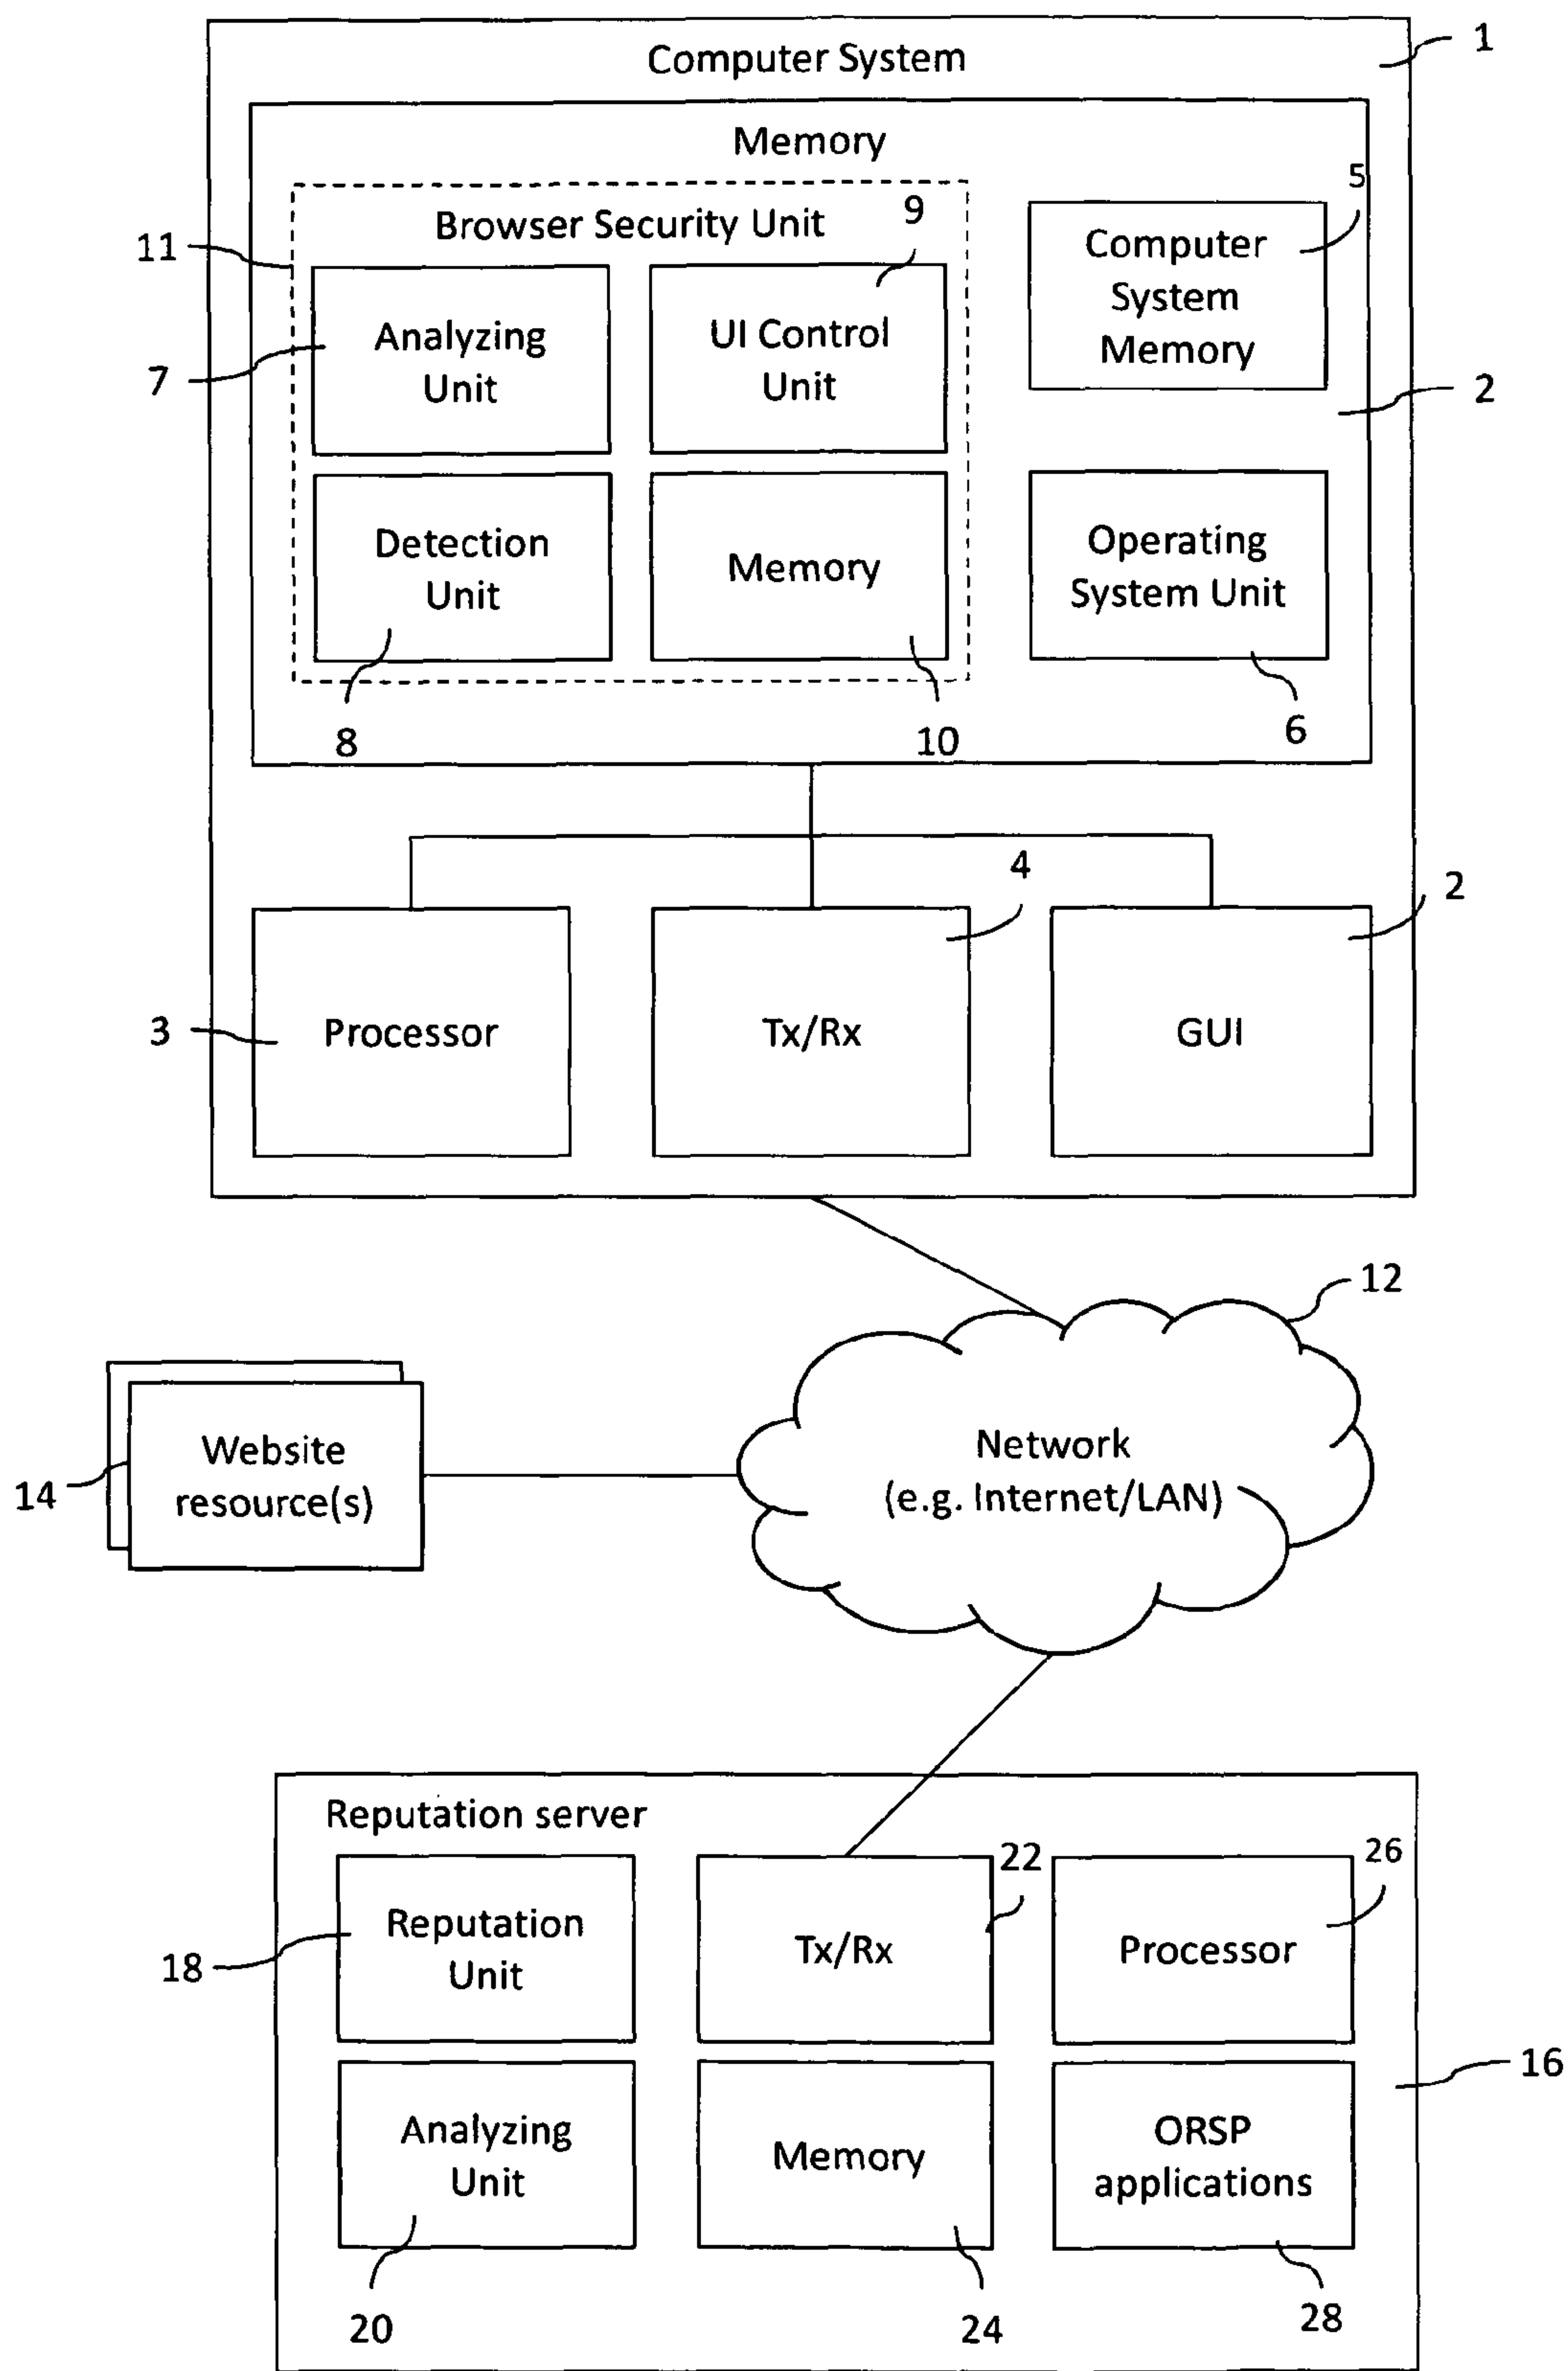 Computer System
1
Memory
Browser Security Unit
9
5
11
Computer
System
Memory
Analyzing
Unit
UI Control
Unit
7
2
Detection
Unit
Memory
Operating
System Unit
8
10
6
4
2
3
Processor
Tx/Rx
GUI
12
Website
resource(s)
14
Network
(e.g. Internet/LAN)
Reputation server
22
26
Reputation
Unit
Tx/Rx
Processor
18
16
Analyzing
Unit
Memory
ORSP
applications
20
24
28